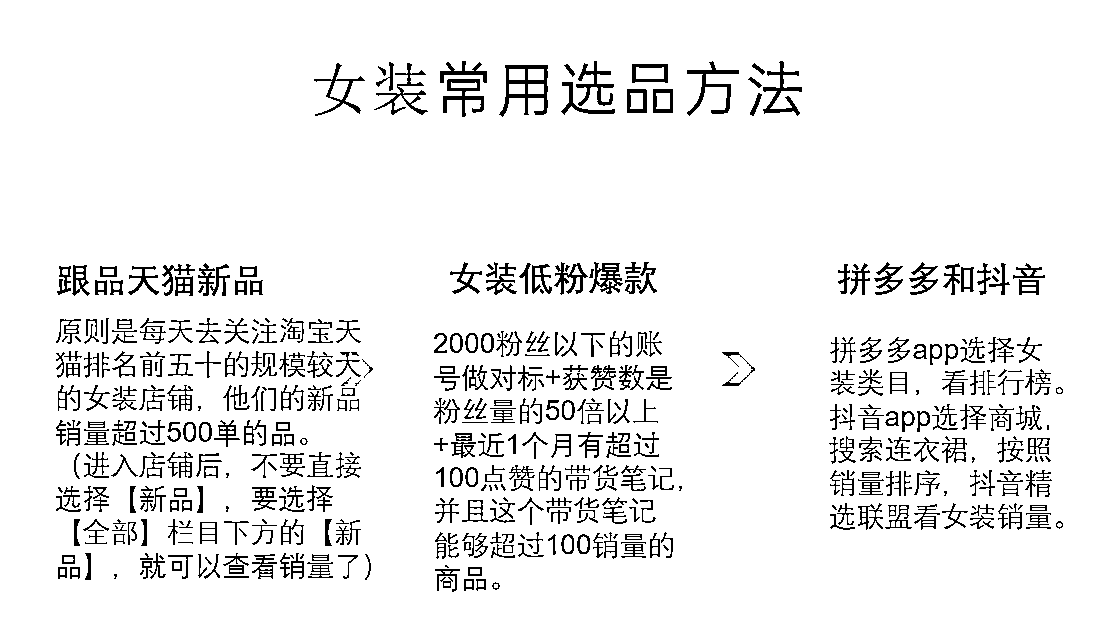 女装常用选品方法
跟品天猫新品
原则是每天去关注淘宝天
猫排名前五十的规模较大
的女装店铺，他们的新品
销量超过500单的品。
（进入店铺后，不要直接
选择【新品】，要选择
【全部】栏目下方的【新
品】，就可以查看销量了）
女装低粉爆款
2000粉丝以下的账
号做对标+获赞数是
粉丝量的50倍以上
+最近1个月有超过
100点赞的带货笔记，
并且这个带货笔记
能够超过100销量的
商品。
拼多多和抖音
拼多多app选择女
装类目，看排行榜。
抖音app选择商城，
搜索连衣裙，按照
销量排序，抖音精
选联盟看女装销量。